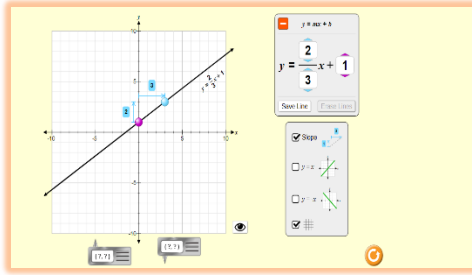 y = mx + b
y = 2/3 x + 1
Save Line
Erase Lines
Slope
y = x
y = -x
y
10
5
3
2
y = 2/3 x + 1
-10
-5
5
10
x
-5
-10
(?,?)
(?,?)